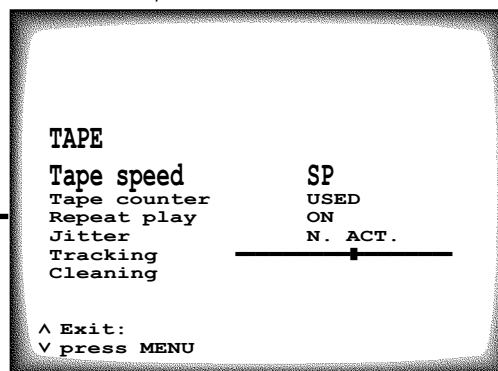 TAPE
Tape speed SP
Tape counter USED
Repeat play ON
Jitter N. ACT.
Tracking
Cleaning
∧ Exit:
∨ press MENU